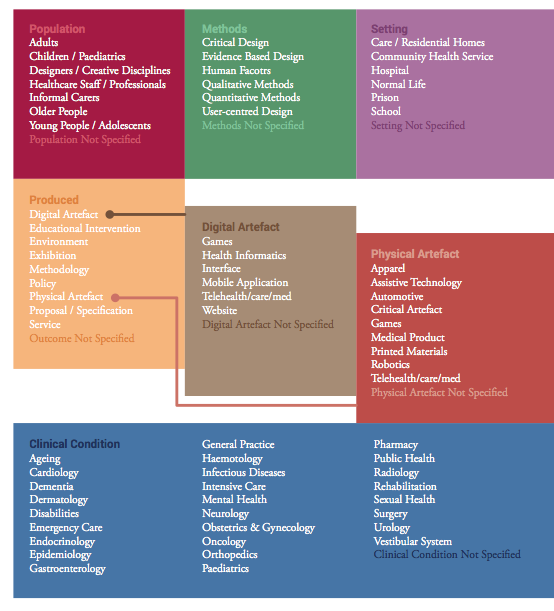 Population
Adults
Children / Paediatrics
Designers / Creative Disciplines
Healthcare Staff / Professionals
Informal Carers
Older People
Young People / Adolescents
Population Not Specified
Methods
Critical Design
Evidence Based Design
Human Facotrs
Qualitative Methods
Quantitative Methods
User-centred Design
Methods Not Specified
Setting
Care / Residential Homes
Community Health Service
Hospital
Normal Life
Prison
School
Setting Not Specified
Produced
Digital Artefact
Educational Intervention
Environment
Exhibition
Methodology
Policy
Physical Artefact
Proposal / Specification
Service
Outcome Not Specified
Digital Artefact
Games
Health Informatics
Interface
Mobile Application
Telehealth/care/med
Website
Digital Artefact Not Specified
Physical Artefact
Apparel
Assistive Technology
Automotive
Critical Artefact
Games
Medical Product
Printed Materials
Robotics
Telehealth/care/med
Physical Artefact Not Specified
Clinical Condition
Ageing
Cardiology
Dementia
Dermatology
Disabilities
Emergency Care
Endocrinology
Epidemiology
Gastroenterology
General Practice
Haemotology
Infectious Diseases
Intensive Care
Mental Health
Neurology
Obstetrics & Gynecology
Oncology
Orthopedics
Paediatrics
Pharmacy
Public Health
Radiology
Rehabilitation
Sexual Health
Surgery
Urology
Vestibular System
Clinical Condition Not Specified